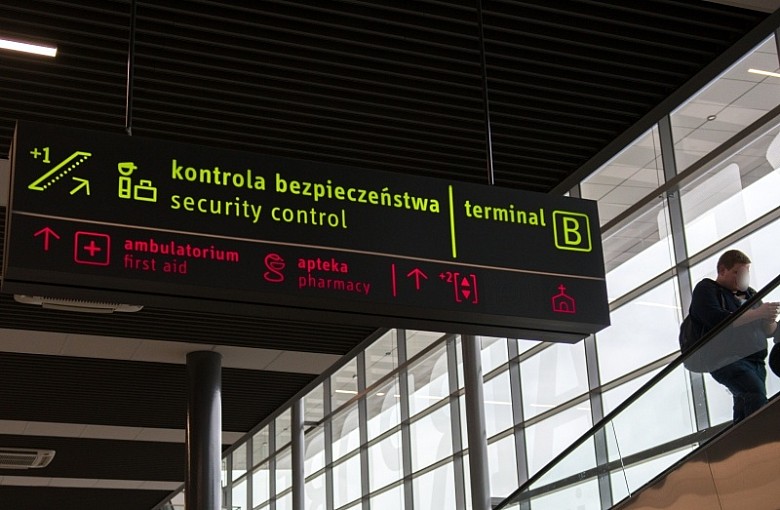 +1
kontrola bezpieczeństwa
security control
terminal B
ambulatorium
first aid
apteka
pharmacy
+2